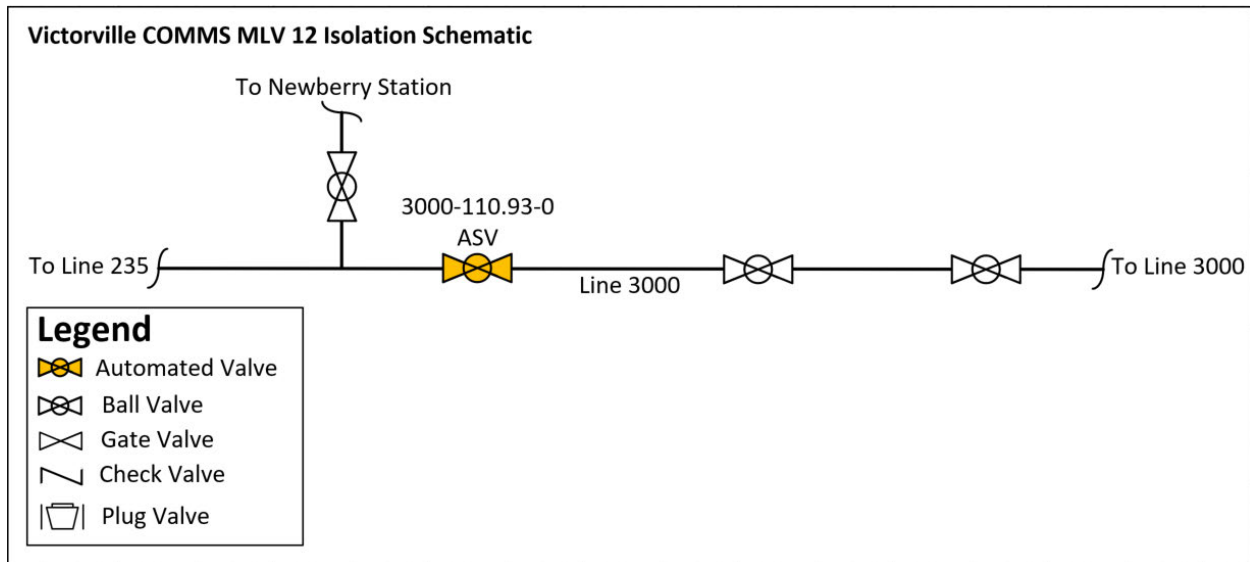 Victorville COMMS MLV 12 Isolation Schematic
To Newberry Station
3000-110.93-0
ASV
To Line 235
Line 3000
To Line 3000
Legend
Automated Valve
Ball Valve
Gate Valve
Check Valve
Plug Valve